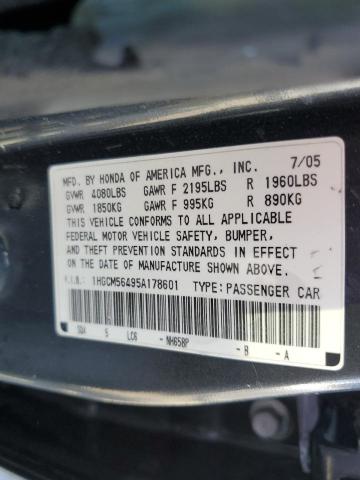 MFD. BY HONDA OF AMERICA MFG., INC. 7/05
GVWR 4080LBS GAWR F 2195LBS R 1960LBS
GVWR 1850KG GAWR F 995KG R 890KG
THIS VEHICLE CONFORMS TO ALL APPLICABLE
FEDERAL MOTOR VEHICLE SAFETY, BUMPER,
AND THEFT PREVENTION STANDARDS IN EFFECT
ON THE DATE OF MANUFACTURE SHOWN ABOVE.
V.I.N.: 1HGCM56495A178601 TYPE: PASSENGER CAR
SDA 5 LC6 -NH658P -B -A